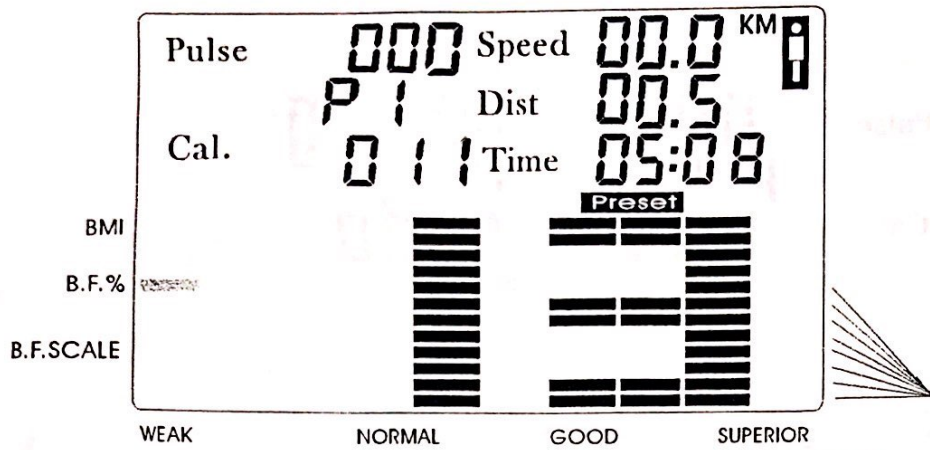 Pulse 000 Speed 00.0 KM
P1 Dist 00.5
Cal. 011 Time 05:08
Preset
BMI
B.F.%
B.F.SCALE
13
WEAK NORMAL GOOD SUPERIOR